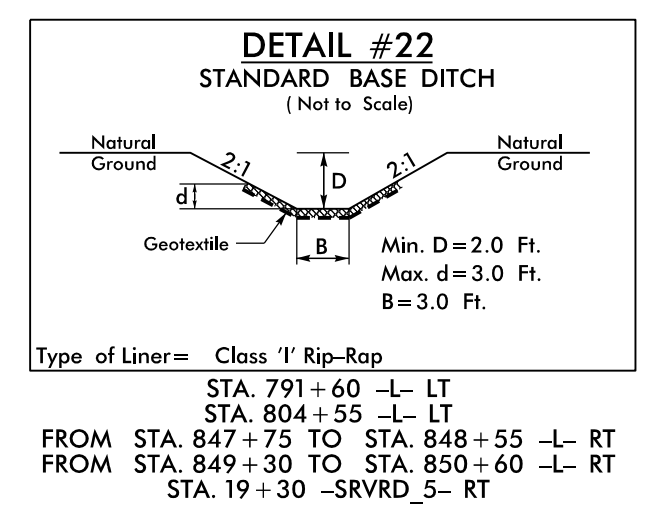 DETAIL #22
STANDARD BASE DITCH
( Not to Scale)
Natural
Ground
2:1
D
2:1
Natural
Ground
d
Geotextile
B
Min. D=2.0 Ft.
Max. d=3.0 Ft.
B=3.0 Ft.
Type of Liner= Class 'I' Rip-Rap
STA. 791+60 -L- LT
STA. 804+55 -L- LT
FROM STA. 847+75 TO STA. 848+55 -L- RT
FROM STA. 849+30 TO STA. 850+60 -L- RT
STA. 19+30 -SRVRD_5- RT